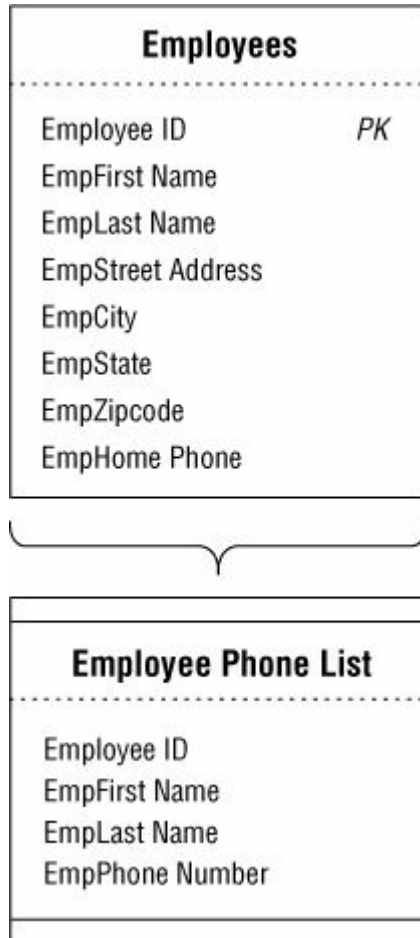 Employees
Employee ID PK
EmpFirst Name
EmpLast Name
EmpStreet Address
EmpCity
EmpState
EmpZipcode
EmpHome Phone
Employee Phone List
Employee ID
EmpFirst Name
EmpLast Name
EmpPhone Number